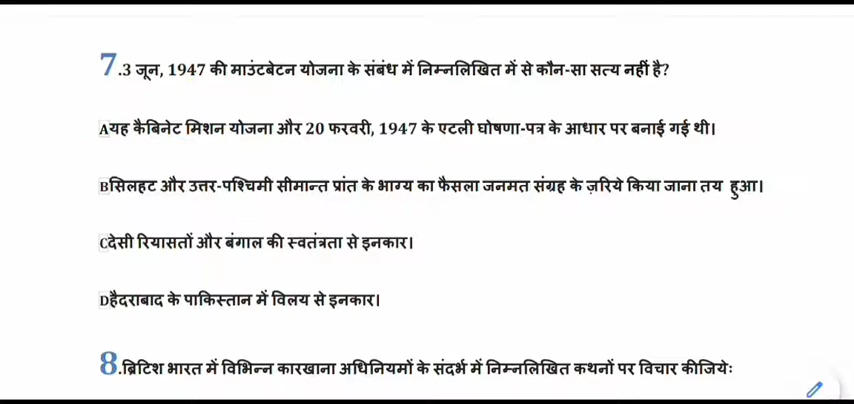 7.3 जून, 1947 की माउंटबेटन योजना के संबंध में निम्नलिखित में से कौन-सा सत्य नहीं है?
Aयह कैबिनेट मिशन योजना और 20 फरवरी, 1947 के एटली घोषणा-पत्र के आधार पर बनाई गई थी।
Bसिलहट और उत्तर-पश्चिमी सीमान्त प्रांत के भाग्य का फैसला जनमत संग्रह के ज़रिये किया जाना तय हुआ।
Cदेसी रियासतों और बंगाल की स्वतंत्रता से इनकार।
Dहैदराबाद के पाकिस्तान में विलय से इनकार।
8.ब्रिटिश भारत में विभिन्न कारखाना अधिनियमों के संदर्भ में निम्नलिखित कथनों पर विचार कीजियेः